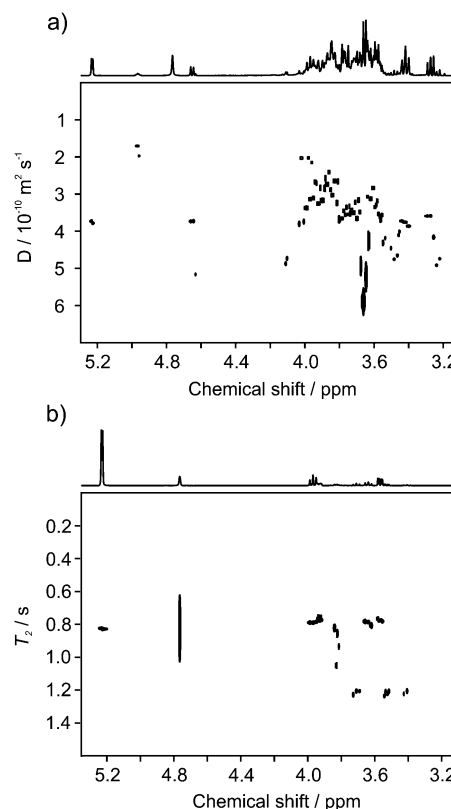 a)
1
2
3
4
5
6
D / 10⁻¹⁰ m² s⁻¹
5.2 4.8 4.4 4.0 3.6 3.2
Chemical shift / ppm
b)
0.2
0.4
0.6
0.8
1.0
1.2
1.4
T₂ / s
5.2 4.8 4.4 4.0 3.6 3.2
Chemical shift / ppm